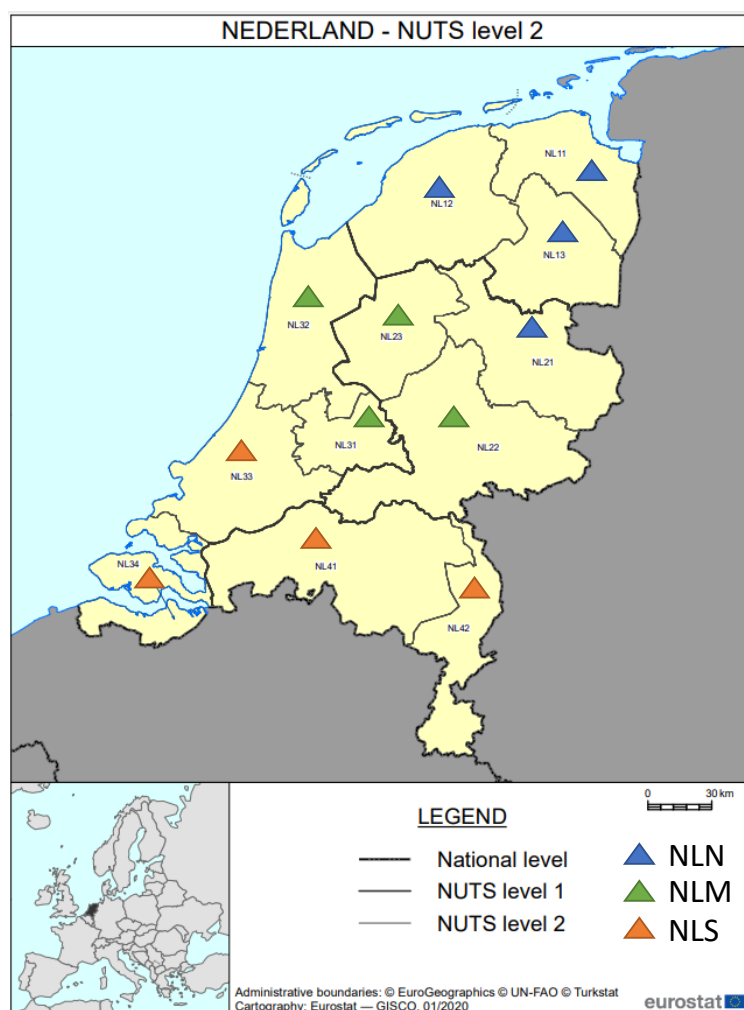 NEDERLAND - NUTS level 2
NL11
NL12
NL13
NL32
NL23
NL21
NL31
NL22
NL33
NL34
NL41
NL42
0 30 km
LEGEND
National level
NUTS level 1
NUTS level 2
NLN
NLM
NLS
Administrative boundaries: © EuroGeographics © UN-FAO © Turkstat
Cartography: Eurostat — GISCO, 01/2020
eurostat